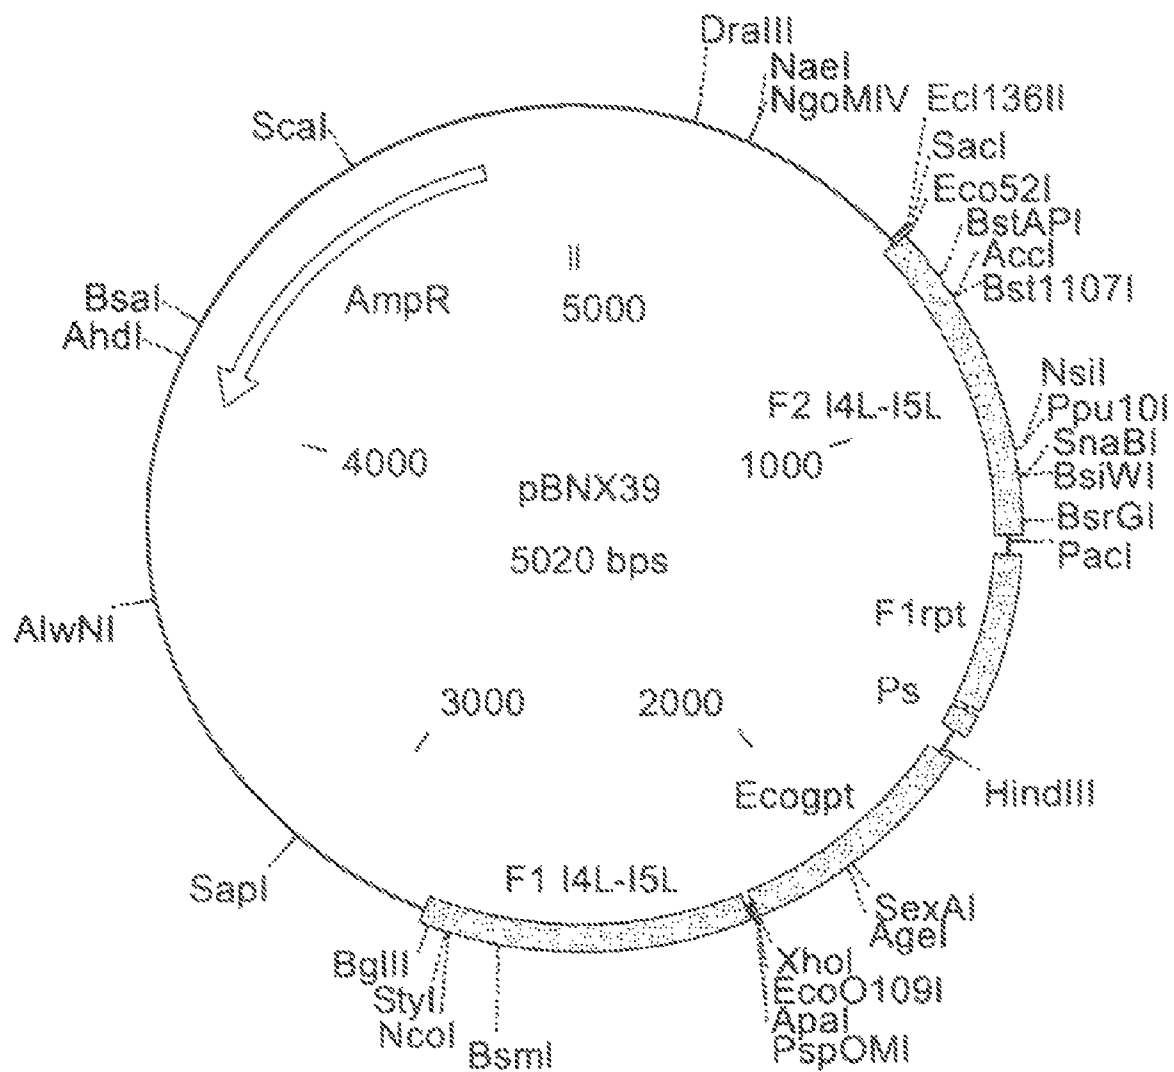 DraIII
NaeI
NgoMIV
Ecl136II
SacI
Eco52I
BstAPI
AccI
Bst1107I
ScaI
AmpR
5000
BsaI
AhdI
F2 I4L-I5L
NsiI
Ppu10I
SnaBI
BsiWI
BsrGI
PacI
4000
1000
pBNX39
5020 bps
AlwNI
F1rpt
Ps
3000
2000
HindIII
Ecogpt
F1 I4L-I5L
SapI
SexAI
AgeI
XhoI
EcoO109I
ApaI
PspOMI
BglII
StyI
NcoI
BsmI